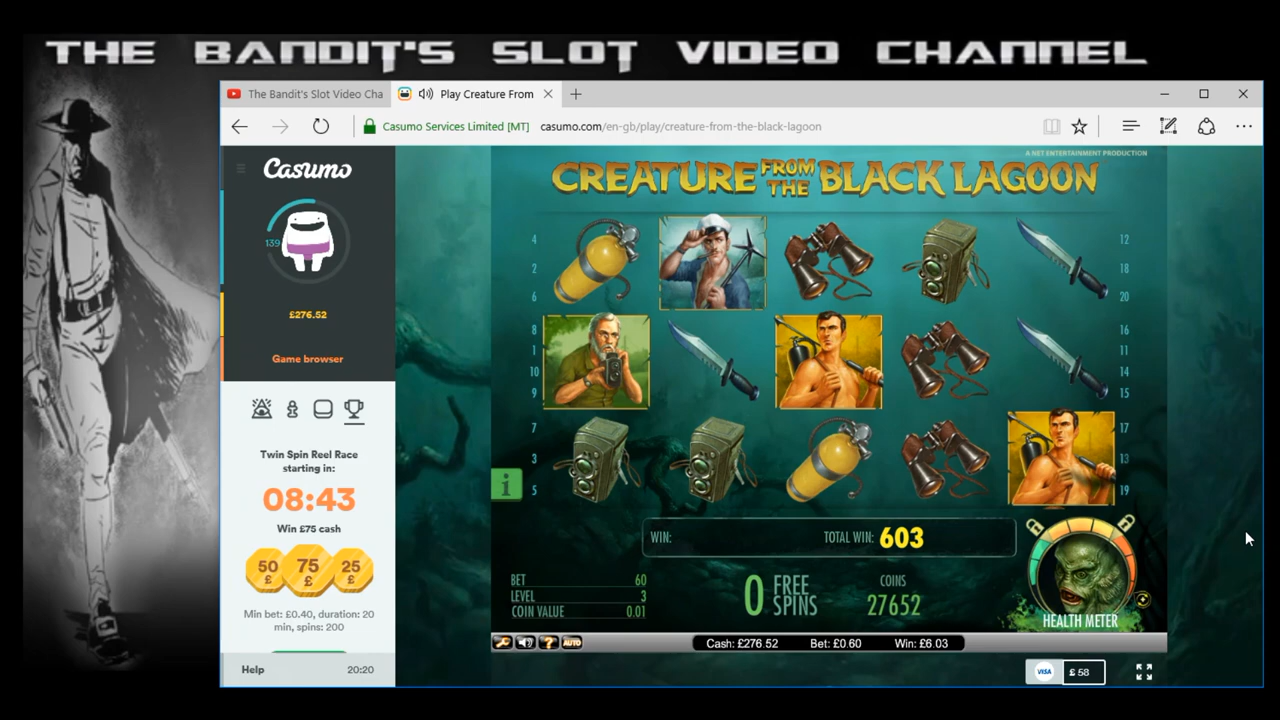 THE BANDIT'S SLOT VIDEO CHANNEL
The Bandit's Slot Video Cha
Play Creature From
Casumo Services Limited [MT] casumo.com/en-gb/play/creature-from-the-black-lagoon
Casumo
139
£276.52
Game browser
Twin Spin Reel Race
starting in:
08:43
Win £75 cash
50 £ 75 £ 25 £
Min bet: £0.40, duration: 20
min, spins: 200
Help 20:20
A NET ENTERTAINMENT PRODUCTION
CREATURE FROM THE BLACK LAGOON
4 12
2 18
6 20
8 16
1 11
10 14
9 15
7 17
3 13
5 19
i
WIN: TOTAL WIN: 603
BET 60
LEVEL 3
COIN VALUE 0.01
0 FREE SPINS
COINS
27652
HEALTH METER
? AUTO
Cash: £276.52 Bet: £0.60 Win: £6.03
VISA £ 58